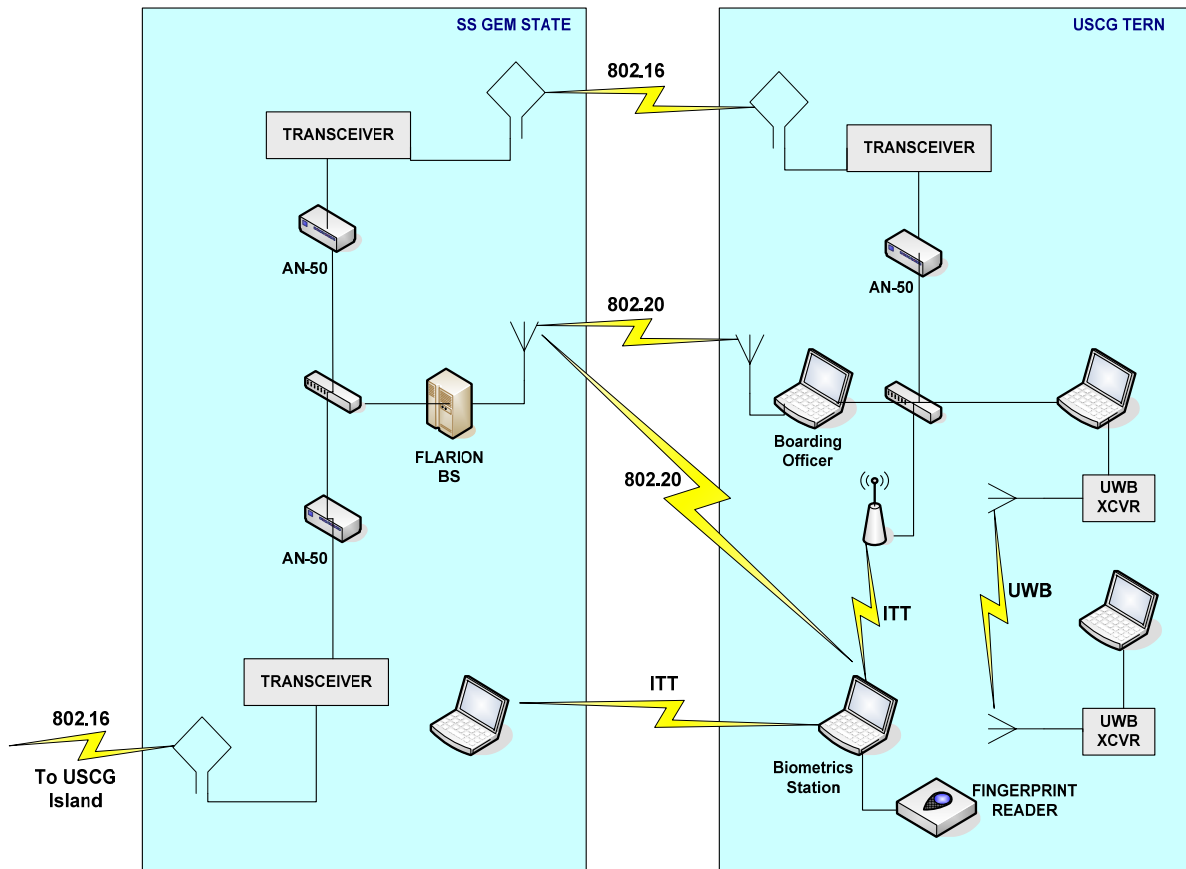 SS GEM STATE
USCG TERN
802.16
TRANSCEIVER
TRANSCEIVER
AN-50
AN-50
802.20
FLARION
BS
Boarding
Officer
802.20
UWB
XCVR
AN-50
UWB
ITT
TRANSCEIVER
ITT
802.16
To USCG
Island
UWB
XCVR
Biometrics
Station
FINGERPRINT
READER